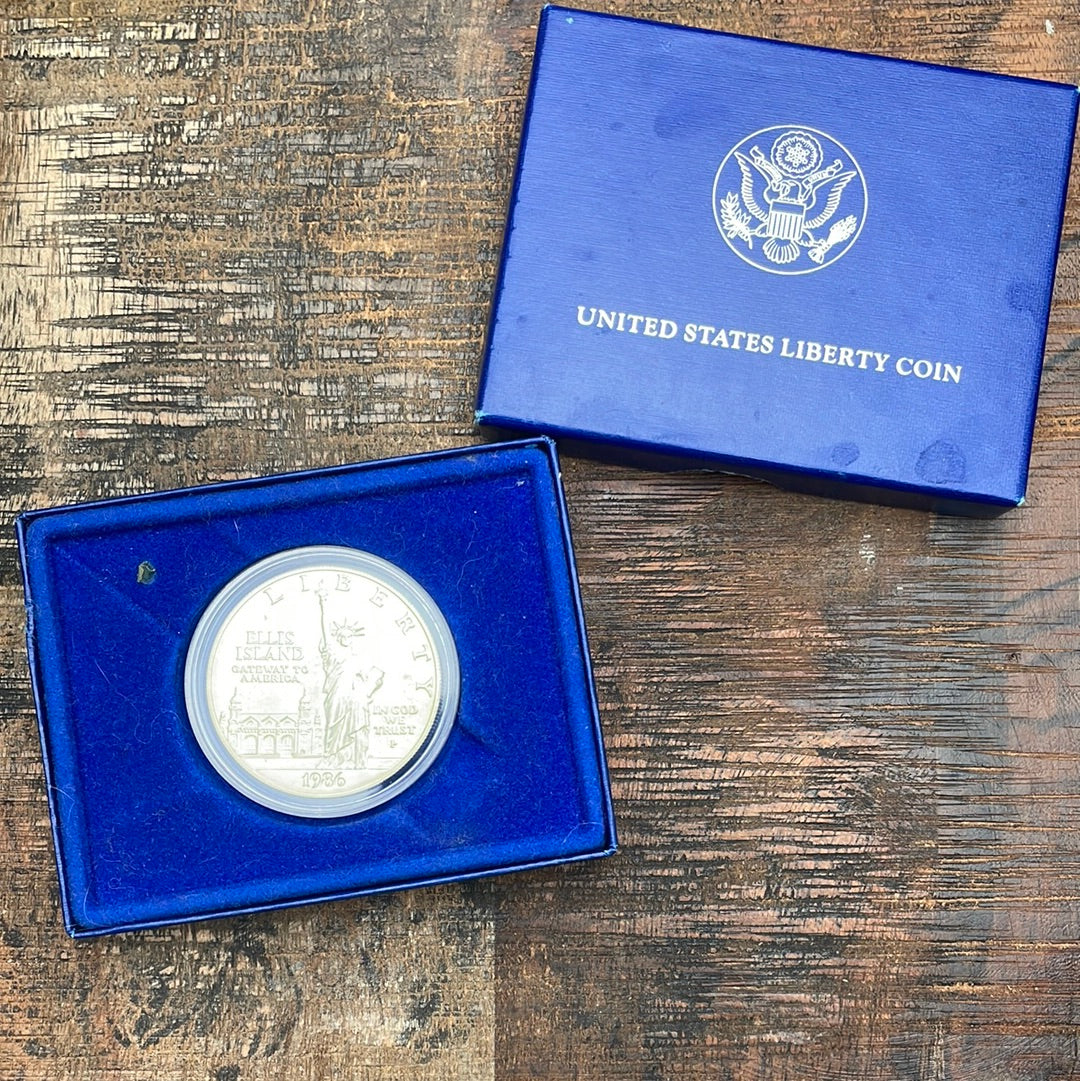 UNITED STATES LIBERTY COIN
LIBERTY
ELLIS
ISLAND
GATEWAY TO
AMERICA
IN GOD
WE
TRUST
P
1986